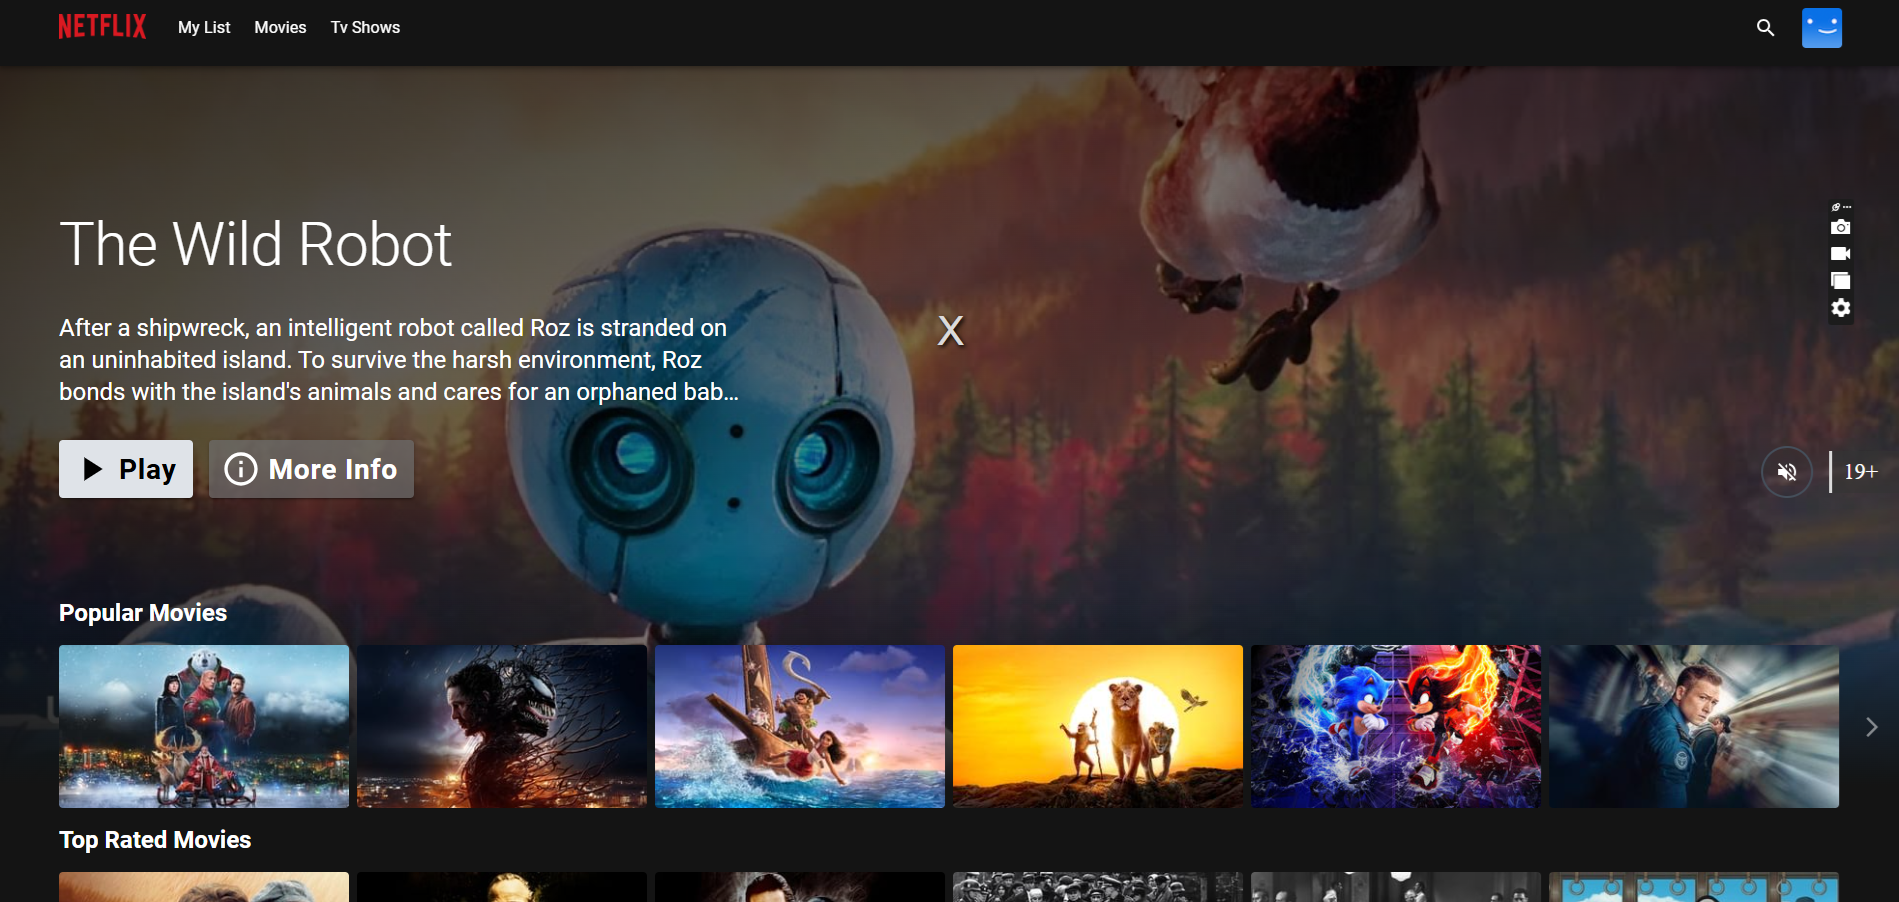 NETFLIX My List Movies Tv Shows
The Wild Robot
After a shipwreck, an intelligent robot called Roz is stranded on
an uninhabited island. To survive the harsh environment, Roz
bonds with the island's animals and cares for an orphaned bab...
X
Play More Info
19+
Popular Movies
Top Rated Movies